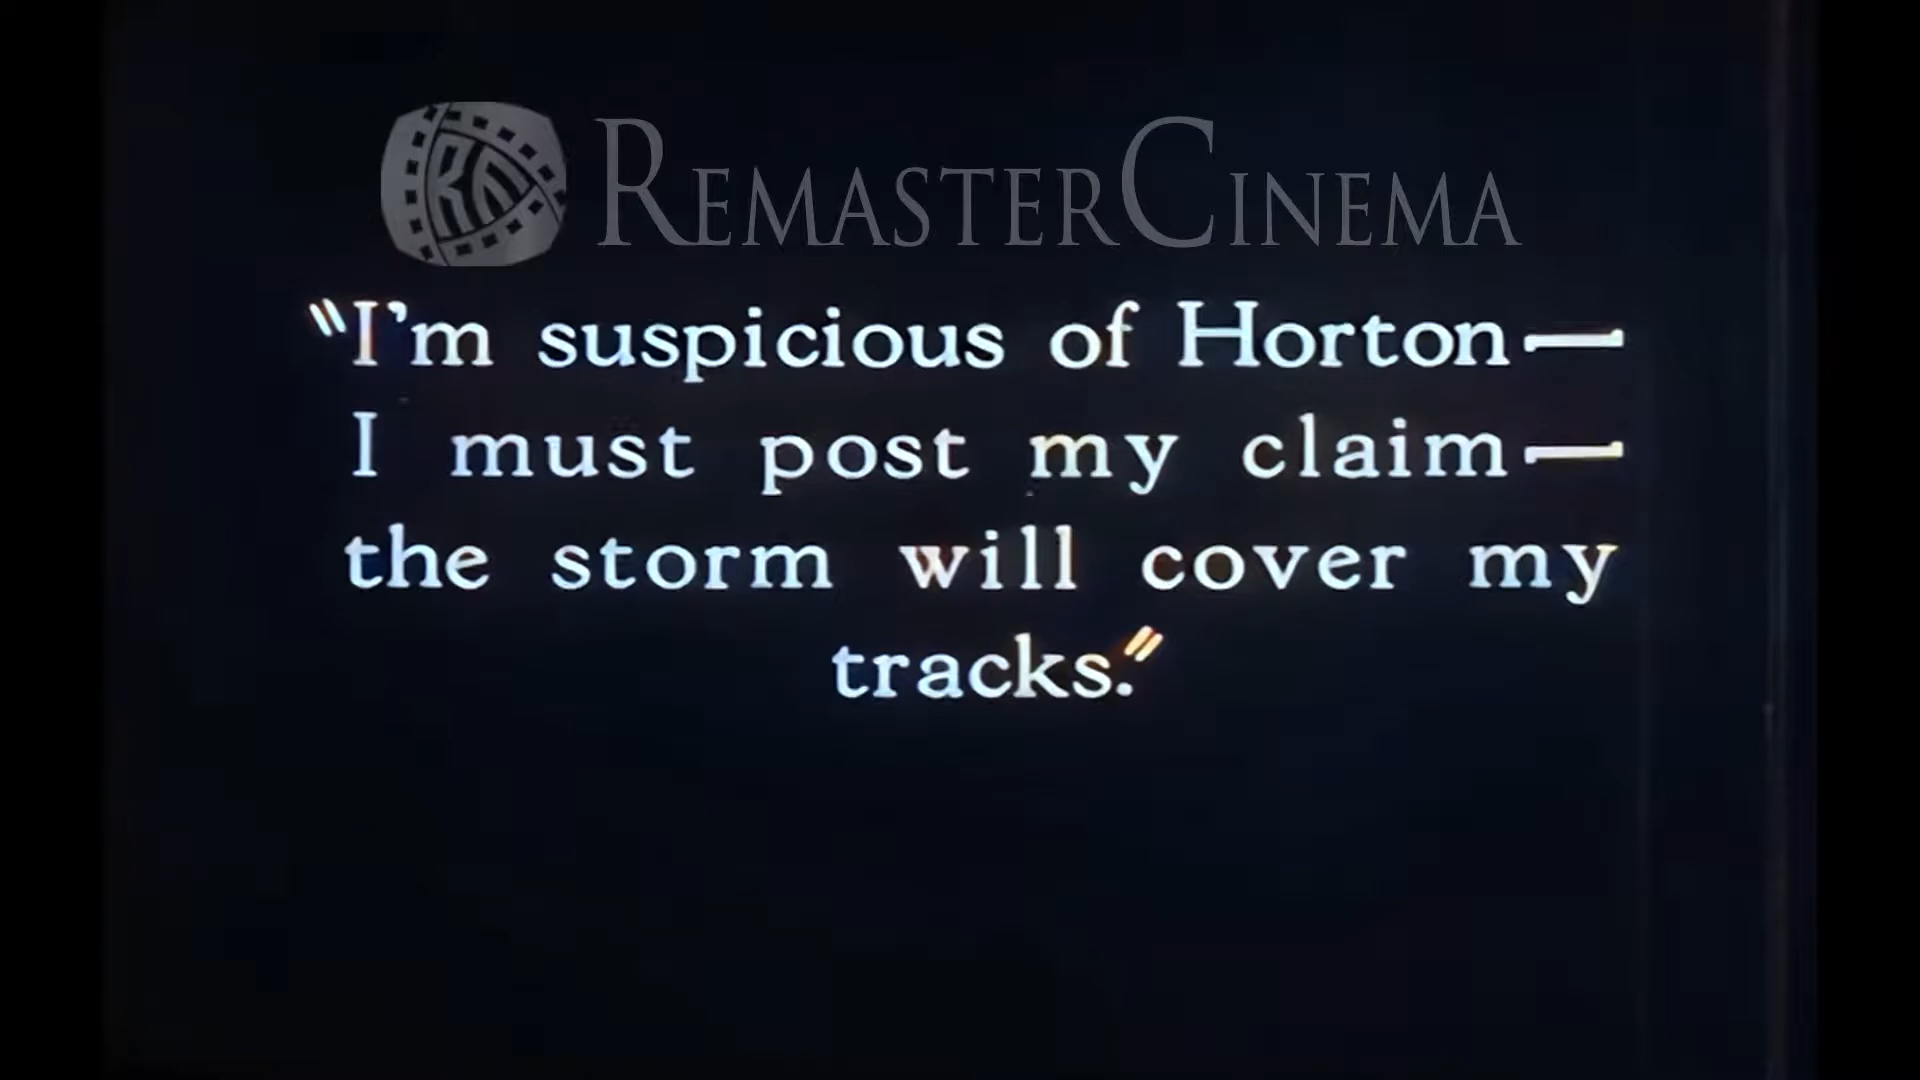 REMASTERCINEMA
"I'm suspicious of Horton—
I must post my claim—
the storm will cover my
tracks."